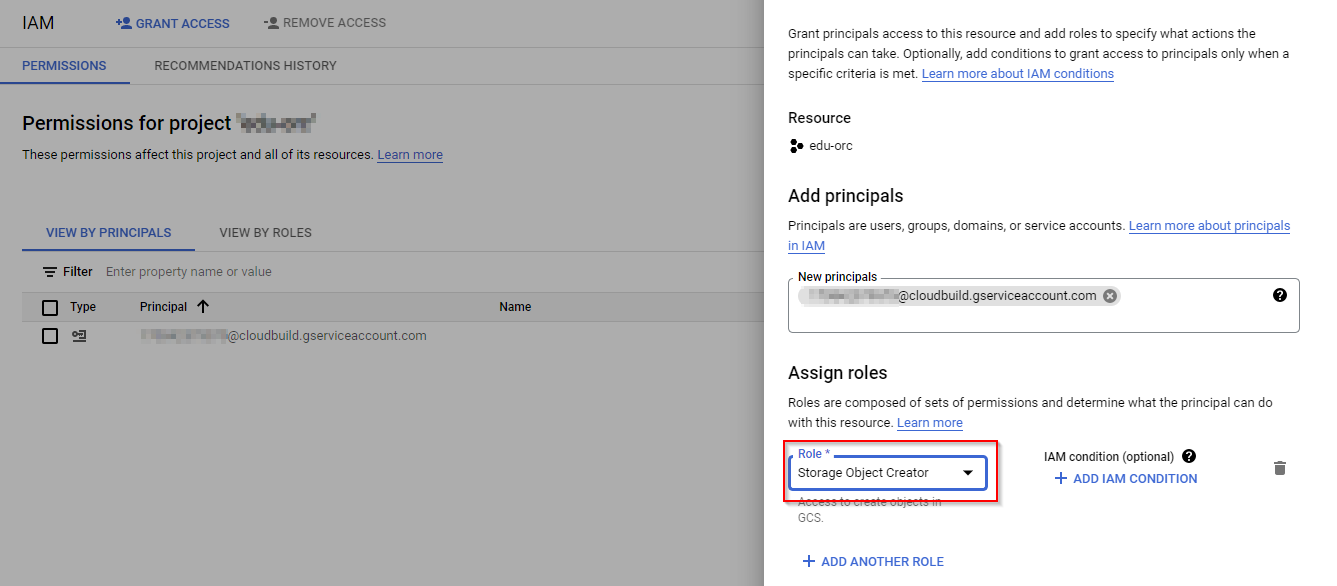 IAM
GRANT ACCESS
REMOVE ACCESS
PERMISSIONS
RECOMMENDATIONS HISTORY
Permissions for project
These permissions affect this project and all of its resources. Learn more
VIEW BY PRINCIPALS
VIEW BY ROLES
Filter Enter property name or value
Type Principal Name
@cloudbuild.gserviceaccount.com
Grant principals access to this resource and add roles to specify what actions the
principals can take. Optionally, add conditions to grant access to principals only when a
specific criteria is met. Learn more about IAM conditions
Resource
edu-orc
Add principals
Principals are users, groups, domains, or service accounts. Learn more about principals
in IAM
New principals
@cloudbuild.gserviceaccount.com
Assign roles
Roles are composed of sets of permissions and determine what the principal can do
with this resource. Learn more
Role *
Storage Object Creator
Access to create objects in
GCS.
IAM condition (optional)
ADD IAM CONDITION
ADD ANOTHER ROLE